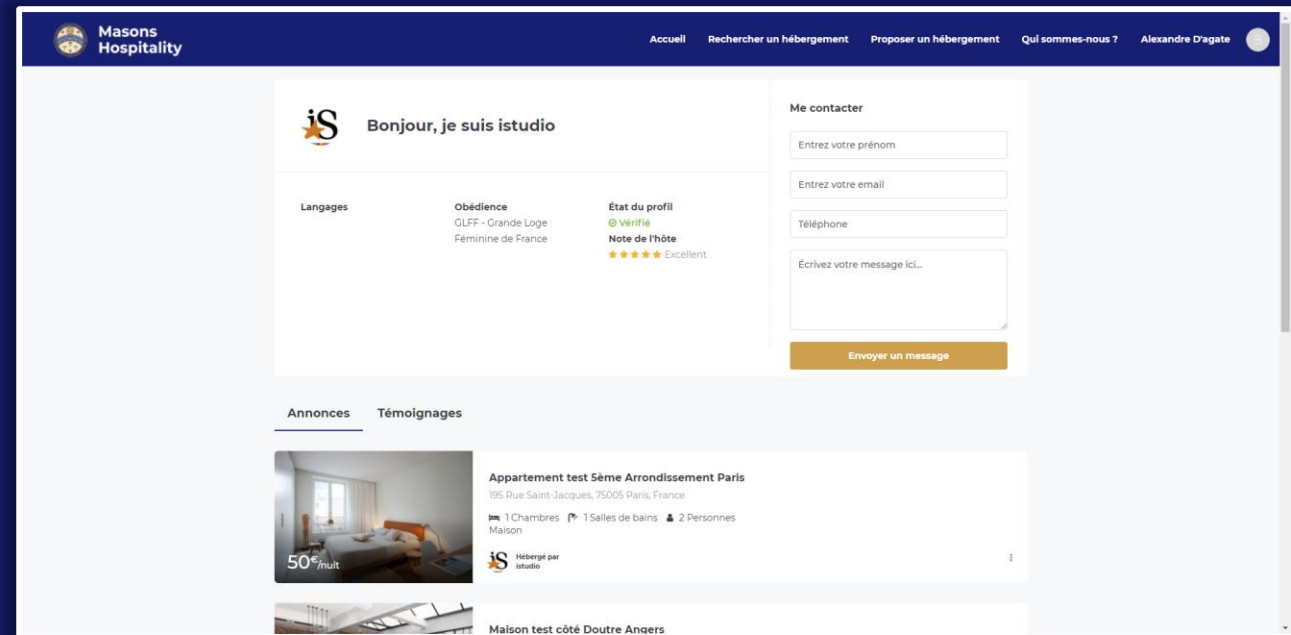 Masons
Hospitality
Accueil Rechercher un hébergement Proposer un hébergement Qui sommes-nous ? Alexandre D'agate
iS
Bonjour, je suis istudio
Langages
Obédience
GLFF - Grande Loge
Féminine de France
État du profil
Vérifié
Note de l'hôte
Excellent
Me contacter
Entrez votre prénom
Entrez votre email
Téléphone
Écrivez votre message ici...
Envoyer un message
Annonces Témoignages
50€/nuit
Appartement test 5ème Arrondissement Paris
195 Rue Saint-Jacques, 75005 Paris, France
1 Chambres 1 Salles de bains 2 Personnes
Maison
iS
Hébergé par
istudio
Maison test côté Doutre Angers